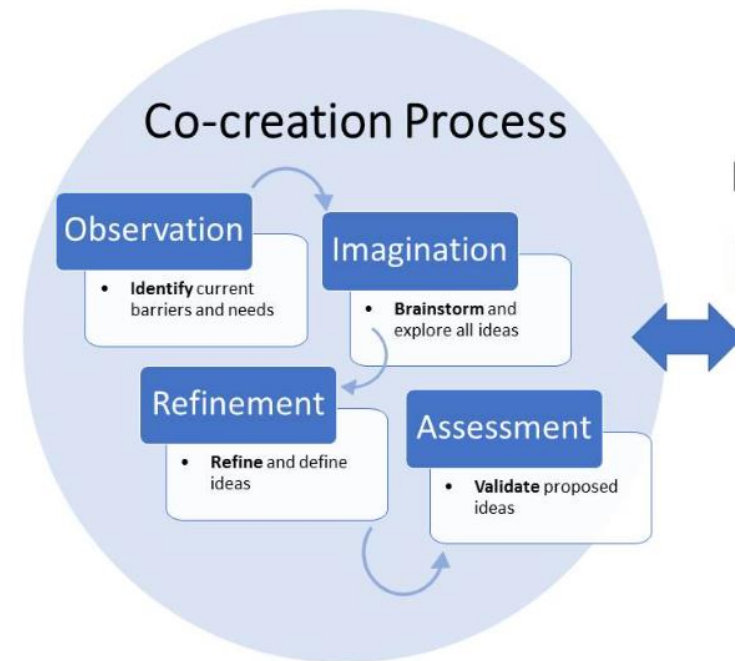 Co-creation Process
Observation
• Identify current
barriers and needs
Imagination
• Brainstorm and
explore all ideas
Refinement
• Refine and define
ideas
Assessment
• Validate proposed
ideas